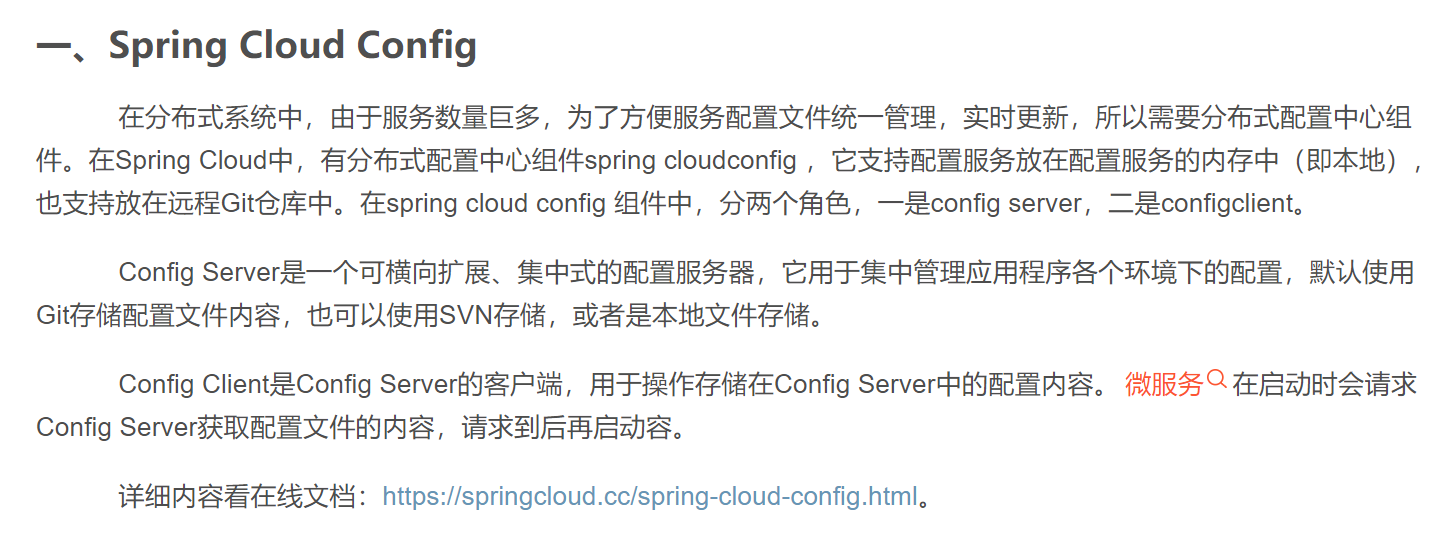 一、Spring Cloud Config
在分布式系统中，由于服务数量巨多，为了方便服务配置文件统一管理，实时更新，所以需要分布式配置中心组
件。在Spring Cloud中，有分布式配置中心组件spring cloudconfig ，它支持配置服务放在配置服务的内存中（即本地），
也支持放在远程Git仓库中。在spring cloud config 组件中，分两个角色，一是config server，二是configclient。
Config Server是一个可横向扩展、集中式的配置服务器，它用于集中管理应用程序各个环境下的配置，默认使用
Git存储配置文件内容，也可以使用SVN存储，或者是本地文件存储。
Config Client是Config Server的客户端，用于操作存储在Config Server中的配置内容。 微服务 在启动时会请求
Config Server获取配置文件的内容，请求到后再启动容。
详细内容看在线文档：https://springcloud.cc/spring-cloud-config.html。